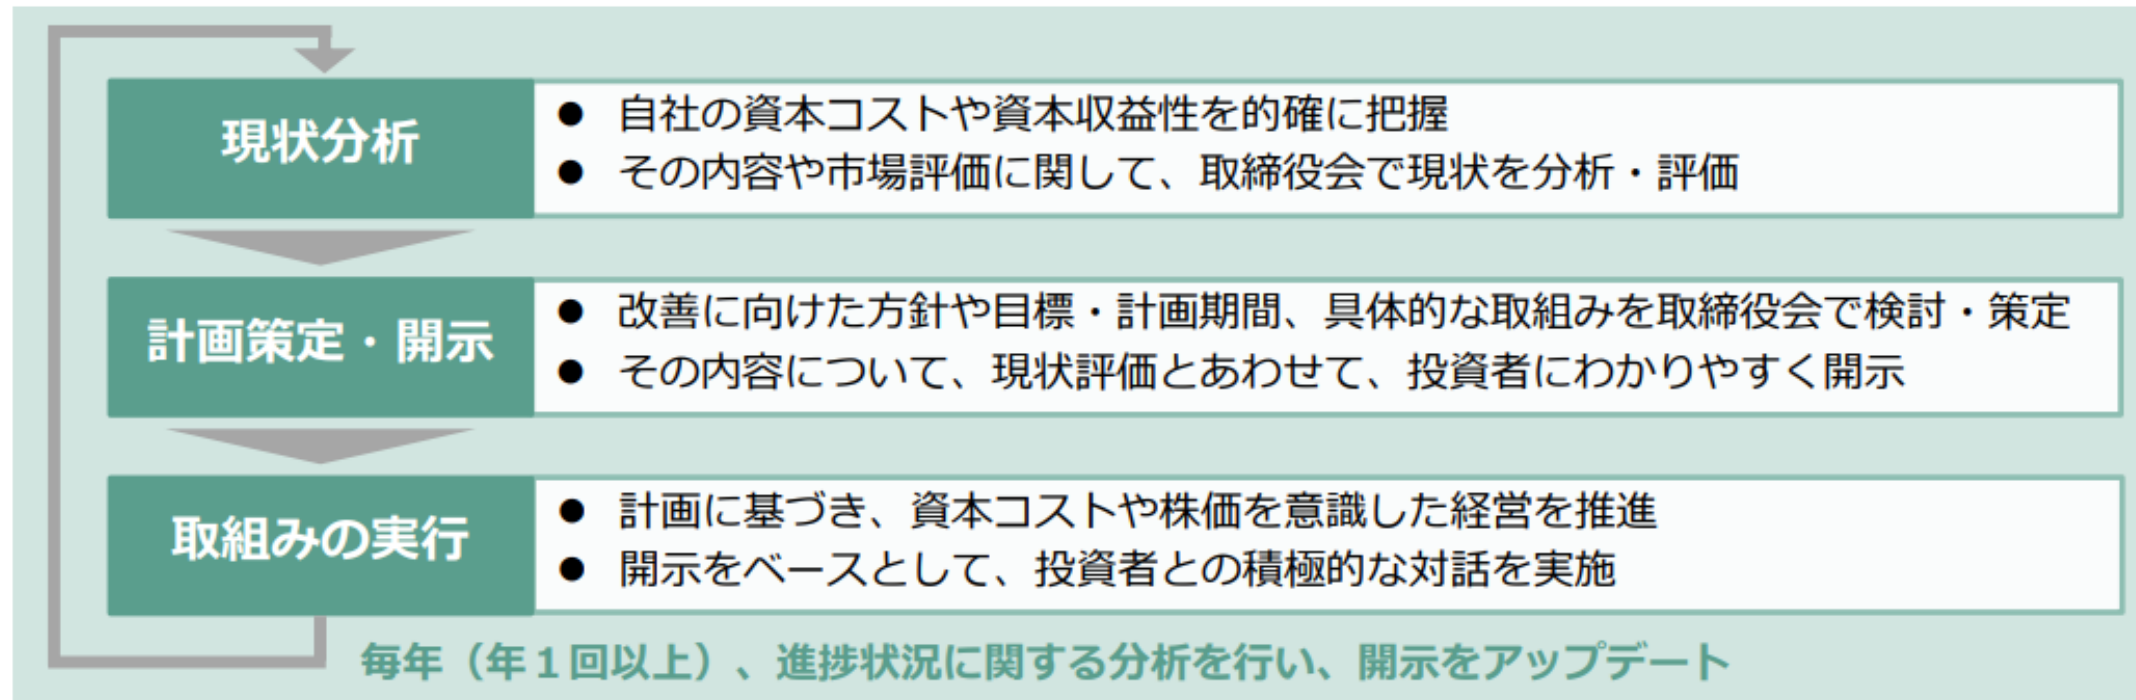 現状分析
● 自社の資本コストや資本収益性を的確に把握
● その内容や市場評価に関して、取締役会で現状を分析・評価
計画策定・開示
● 改善に向けた方針や目標・計画期間、具体的な取組みを取締役会で検討・策定
● その内容について、現状評価とあわせて、投資者にわかりやすく開示
取組みの実行
● 計画に基づき、資本コストや株価を意識した経営を推進
● 開示をベースとして、投資者との積極的な対話を実施
毎年（年１回以上）、進捗状況に関する分析を行い、開示をアップデート